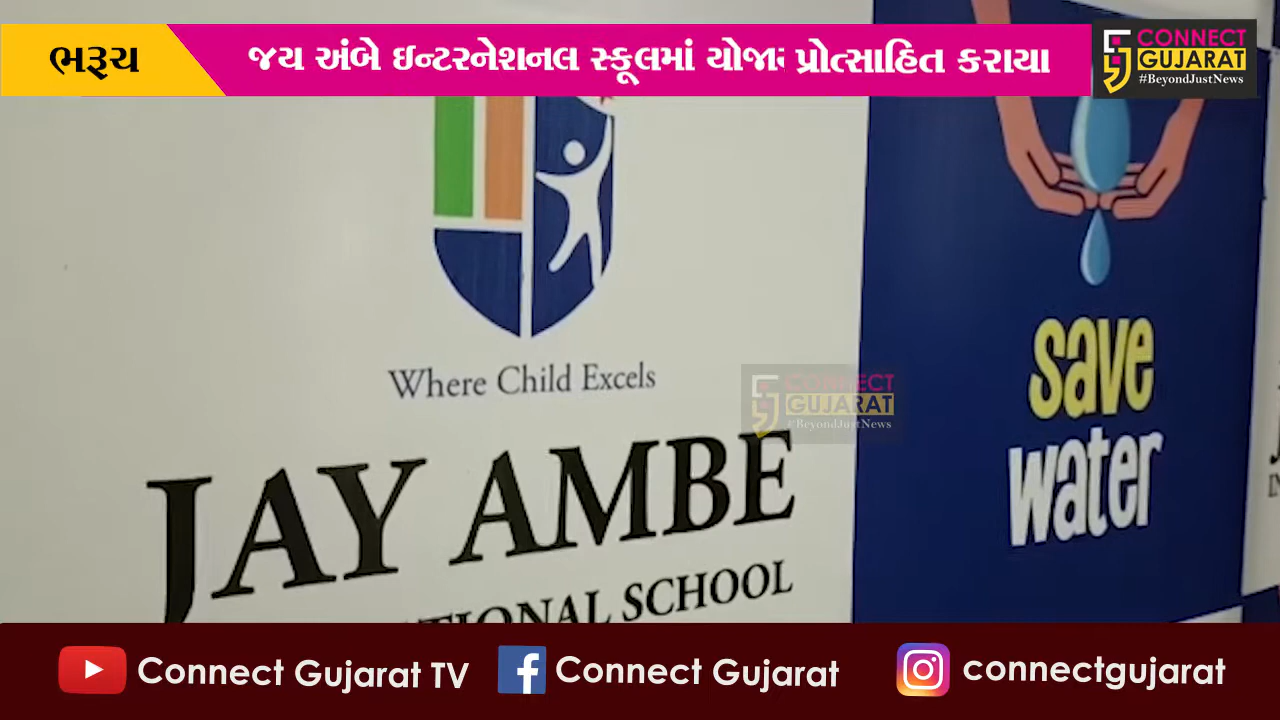 ભરૂચ
જય અંબે ઇન્ટરનેશનલ સ્કૂલમાં પ્રોત્સાહિત કરાયા
CONNECT
GUJARAT
#BeyondJustNews
Where Child Excels
CONNECT
GUJARAT
#BeyondJustNews
JAY AMBE
SCHOOL
save
water
Connect Gujarat TV
Connect Gujarat
connectgujarat